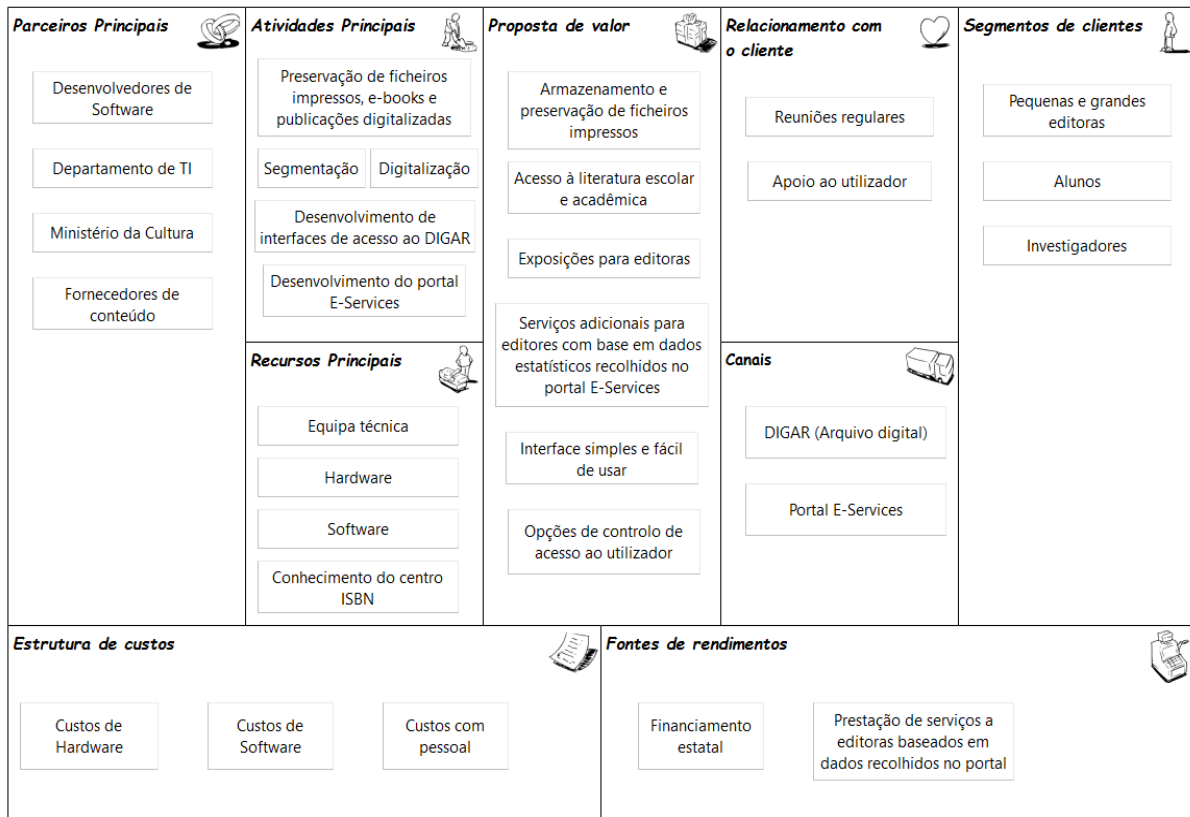 Parceiros Principais
Desenvolvedores de
Software
Departamento de TI
Ministério da Cultura
Fornecedores de
conteúdo
Atividades Principais
Preservação de ficheiros
impressos, e-books e
publicações digitalizadas
Segmentação
Digitalização
Desenvolvimento de
interfaces de acesso ao DIGAR
Desenvolvimento do portal
E-Services
Recursos Principais
Equipa técnica
Hardware
Software
Conhecimento do centro
ISBN
Proposta de valor
Armazenamento e
preservação de ficheiros
impressos
Acesso à literatura escolar
e acadêmica
Exposições para editoras
Serviços adicionais para
editores com base em dados
estatísticos recolhidos no
portal E-Services
Interface simples e fácil
de usar
Opções de controlo de
acesso ao utilizador
Relacionamento com
o cliente
Reuniões regulares
Apoio ao utilizador
Canais
DIGAR (Arquivo digital)
Portal E-Services
Segmentos de clientes
Pequenas e grandes
editoras
Alunos
Investigadores
Estrutura de custos
Custos de
Hardware
Custos de
Software
Custos com
pessoal
Fontes de rendimentos
Financiamento
estatal
Prestação de serviços a
editoras baseados em
dados recolhidos no portal